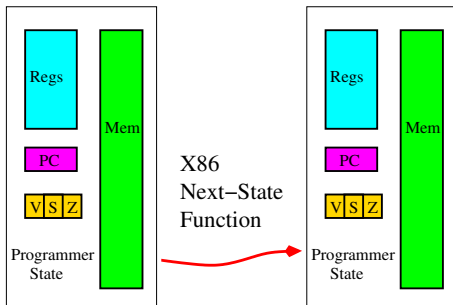 Regs
Mem
PC
V S Z
Programmer
State
X86
Next−State
Function
Regs
Mem
PC
V S Z
Programmer
State